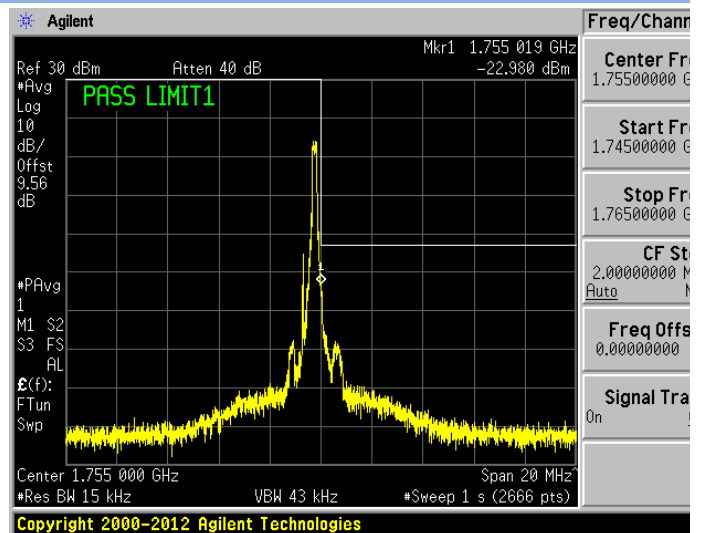 Agilent
Freq/Chann
Mkr1 1.755 019 GHz
Ref 30 dBm Atten 40 dB -22.980 dBm
#Avg
Log
10
dB/
Offst
9.56
dB
PASS LIMIT1
1
#PAvg
1
M1 S2
S3 FS
AL
£(f):
FTun
Swp
Center 1.755 000 GHz Span 20 MHz^
#Res BW 15 kHz VBW 43 kHz #Sweep 1 s (2666 pts)
Copyright 2000-2012 Agilent Technologies
Center Fr
1.75500000 G
Start Fr
1.74500000 G
Stop Fr
1.76500000 G
CF St
2.00000000 M
Auto
Freq Offs
0.00000000
Signal Tra
On